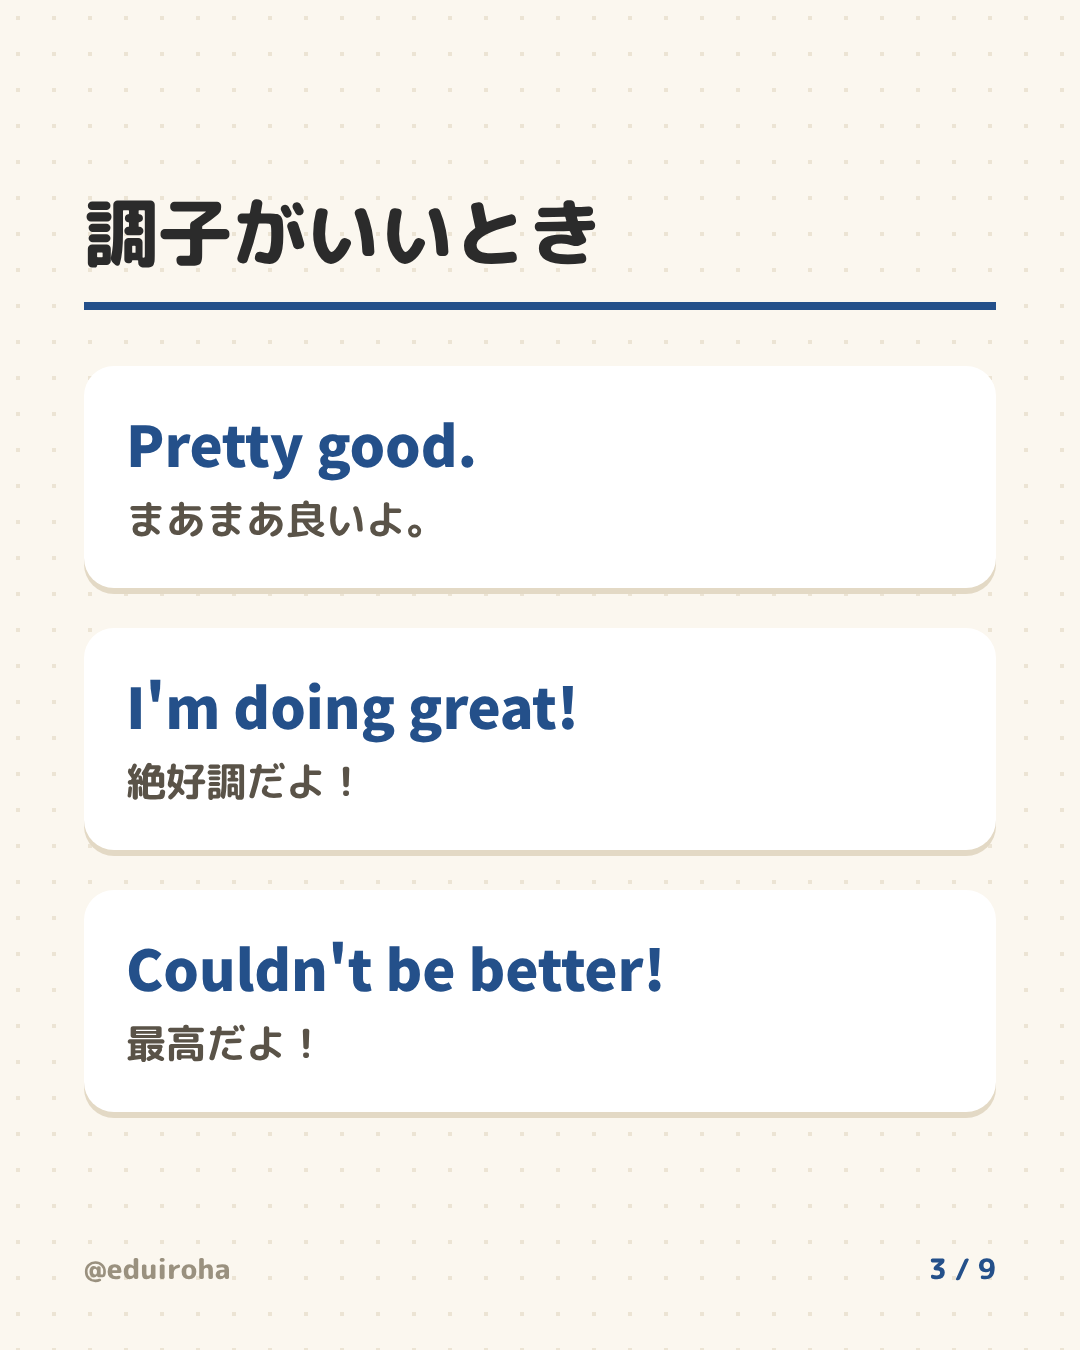 調子がいいとき
Pretty good.
まあまあ良いよ。
I'm doing great!
絶好調だよ！
Couldn't be better!
最高だよ！
@eduiroha
3 / 9